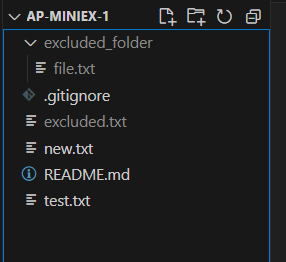 AP-MINIEX-1
excluded_folder
file.txt
.gitignore
excluded.txt
new.txt
README.md
test.txt